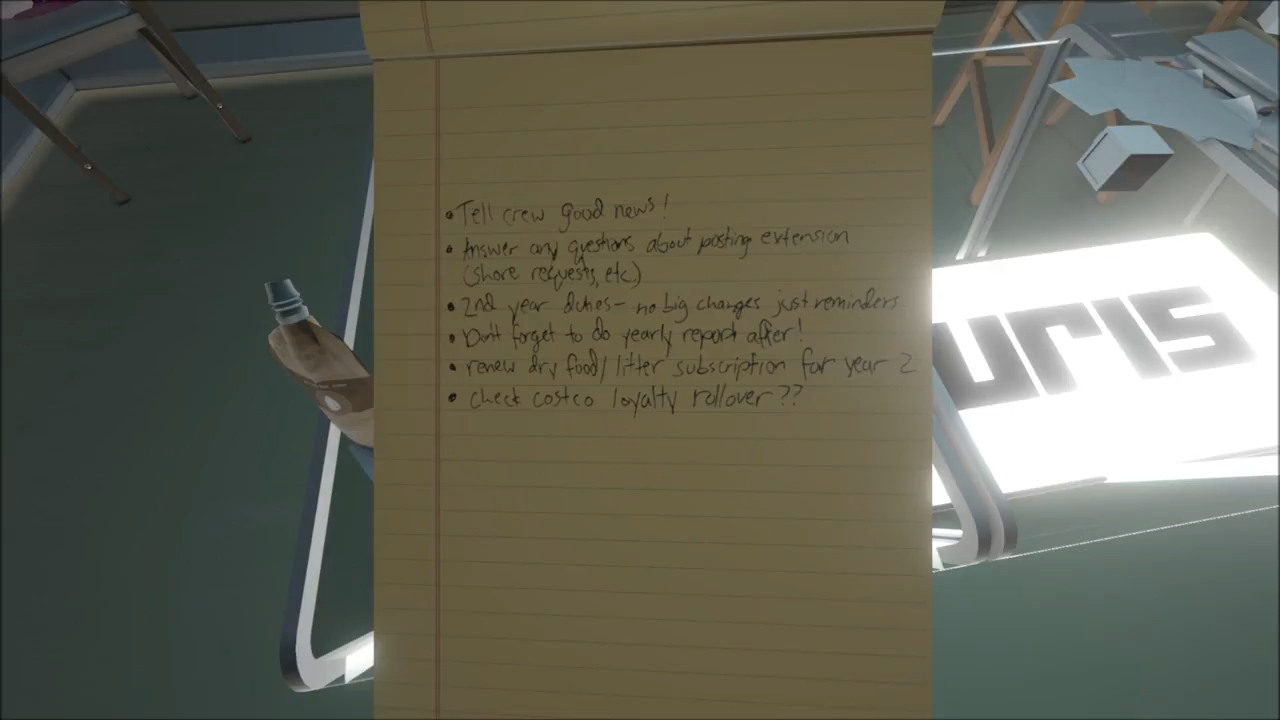 • Tell crew good news!
• Answer any questions about posting extension
(shore requests, etc.)
• 2nd year duties - no big changes just reminders
• Don't forget to do yearly report after!
• renew dry food/ litter subscription for year 2
• check costco loyalty rollover ??
URIS